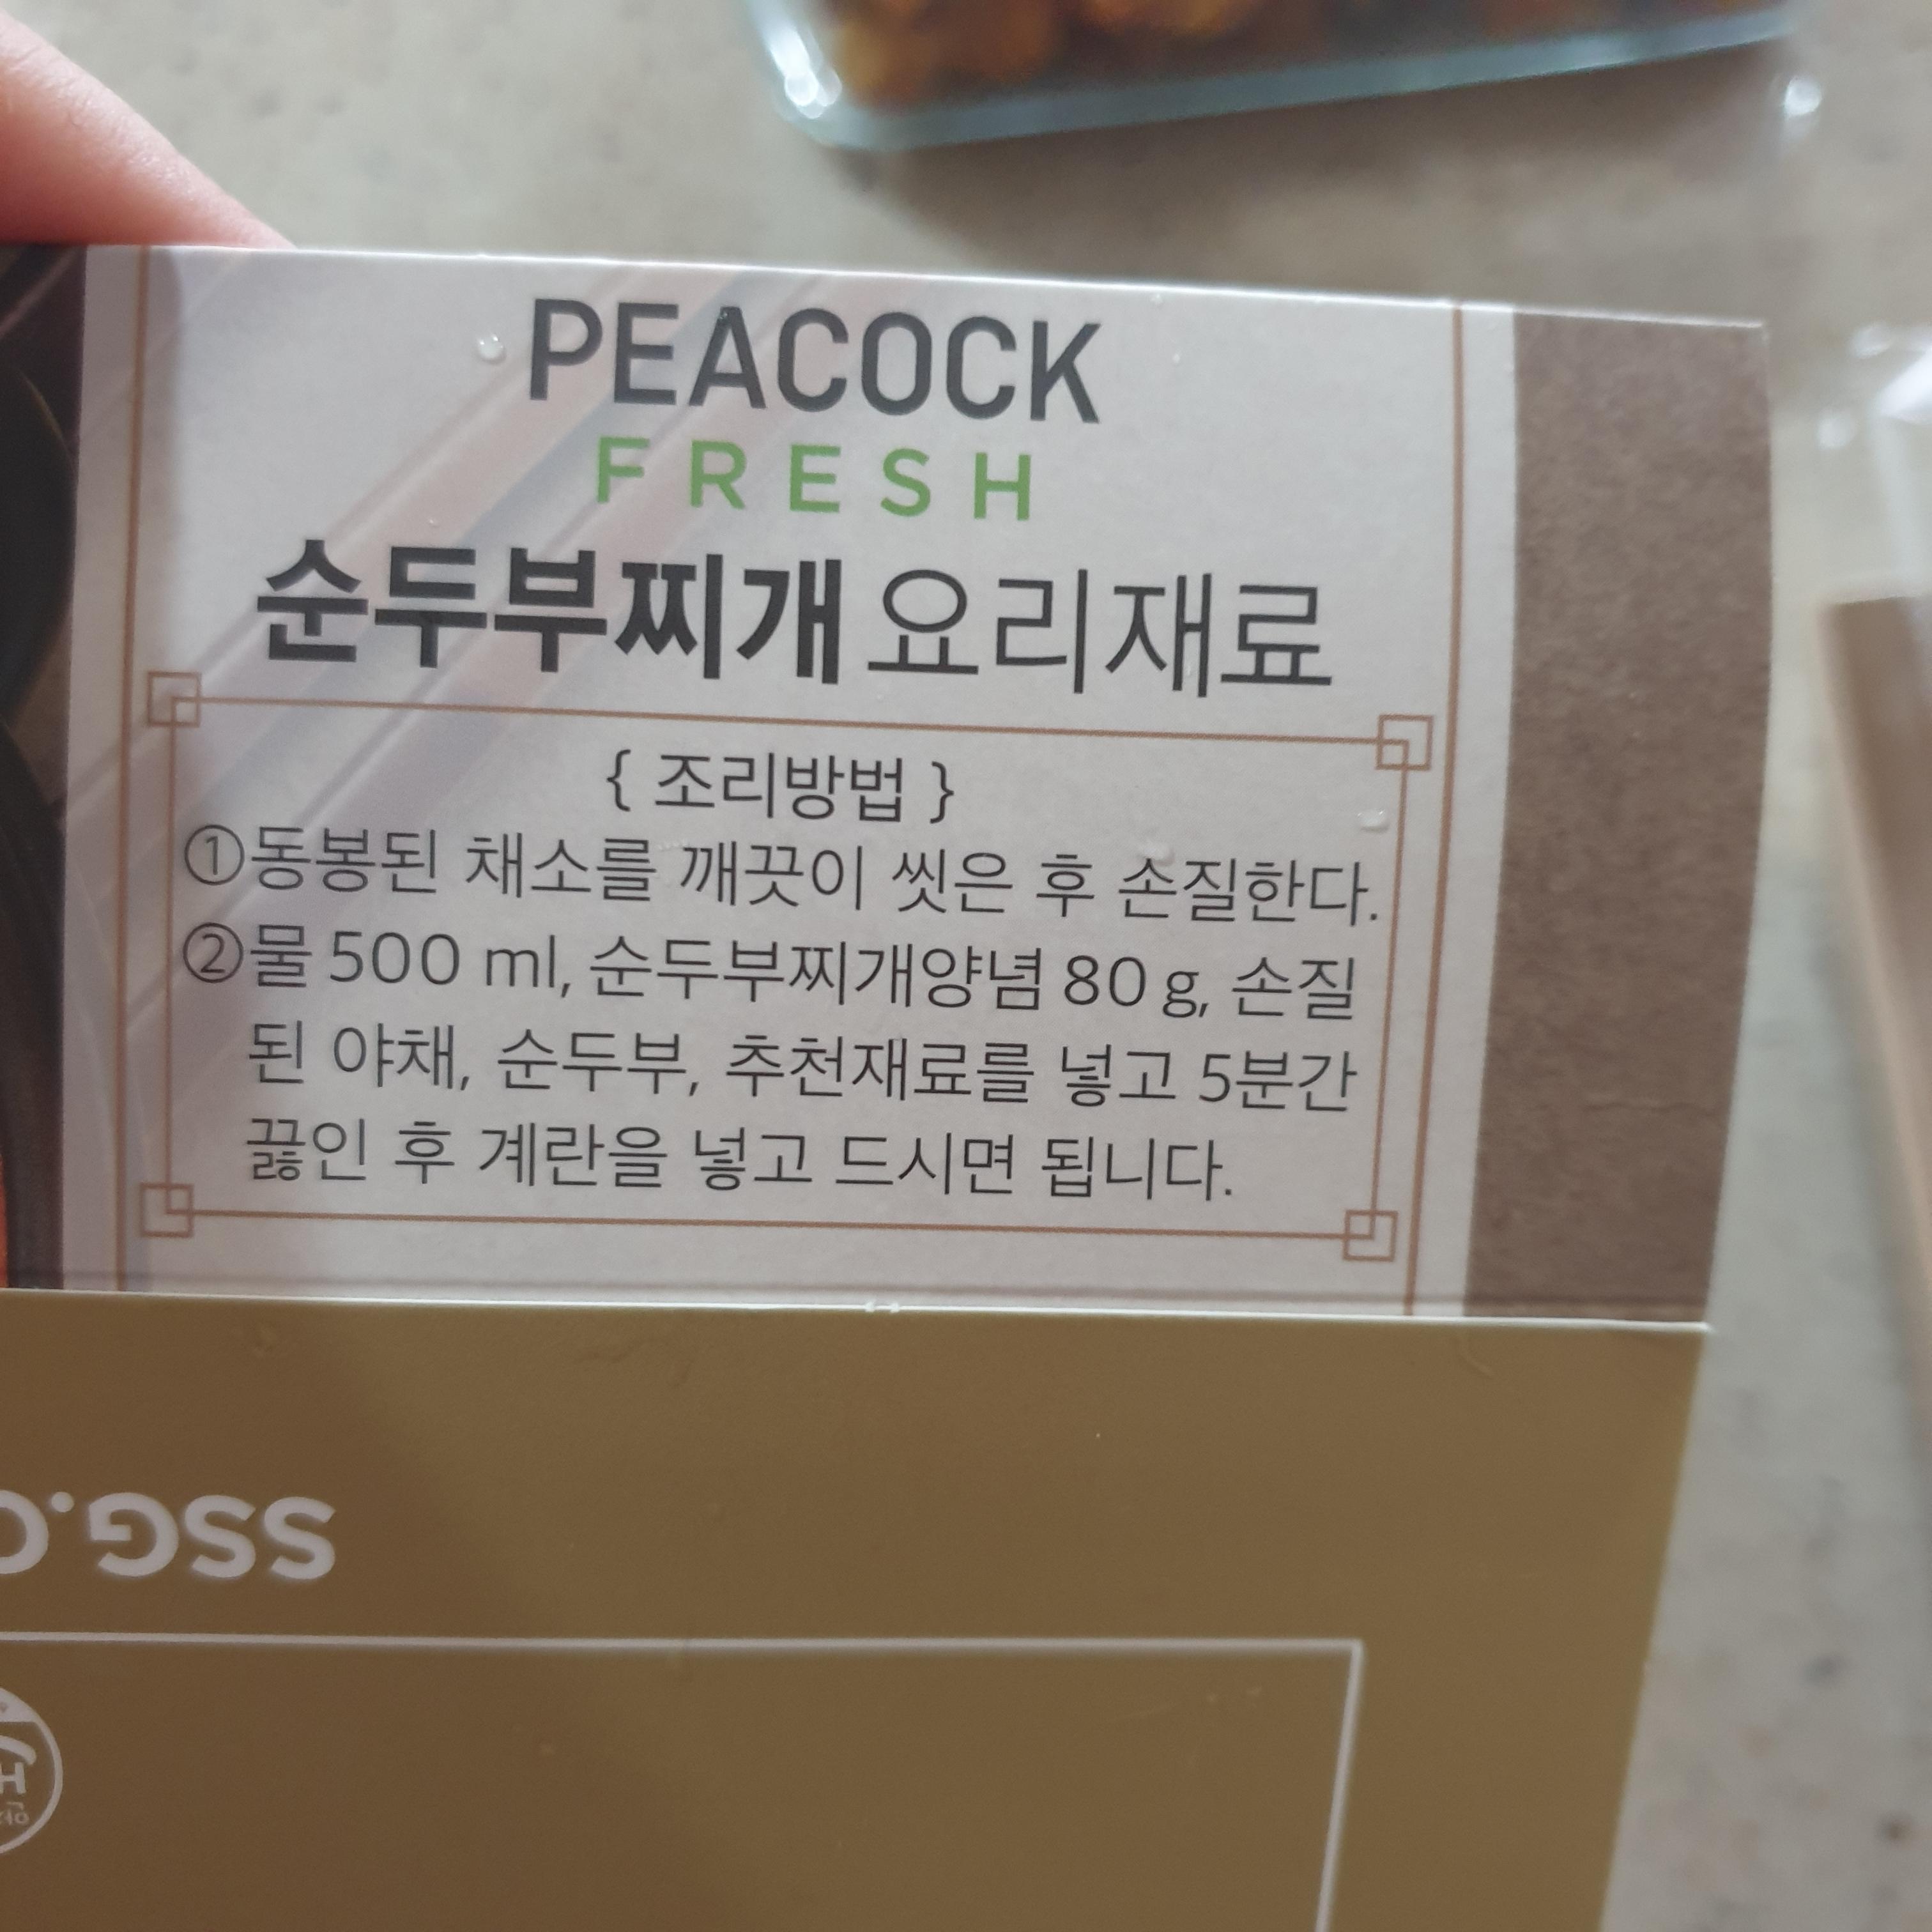 PEACOCK
FRESH
순두부찌개 요리재료
{ 조리방법 }
①동봉된 채소를 깨끗이 씻은 후 손질한다.
②물 500 ml, 순두부찌개양념 80 g, 손질
된 야채, 순두부, 추천재료를 넣고 5분간
끓인 후 계란을 넣고 드시면 됩니다.
SSG.C